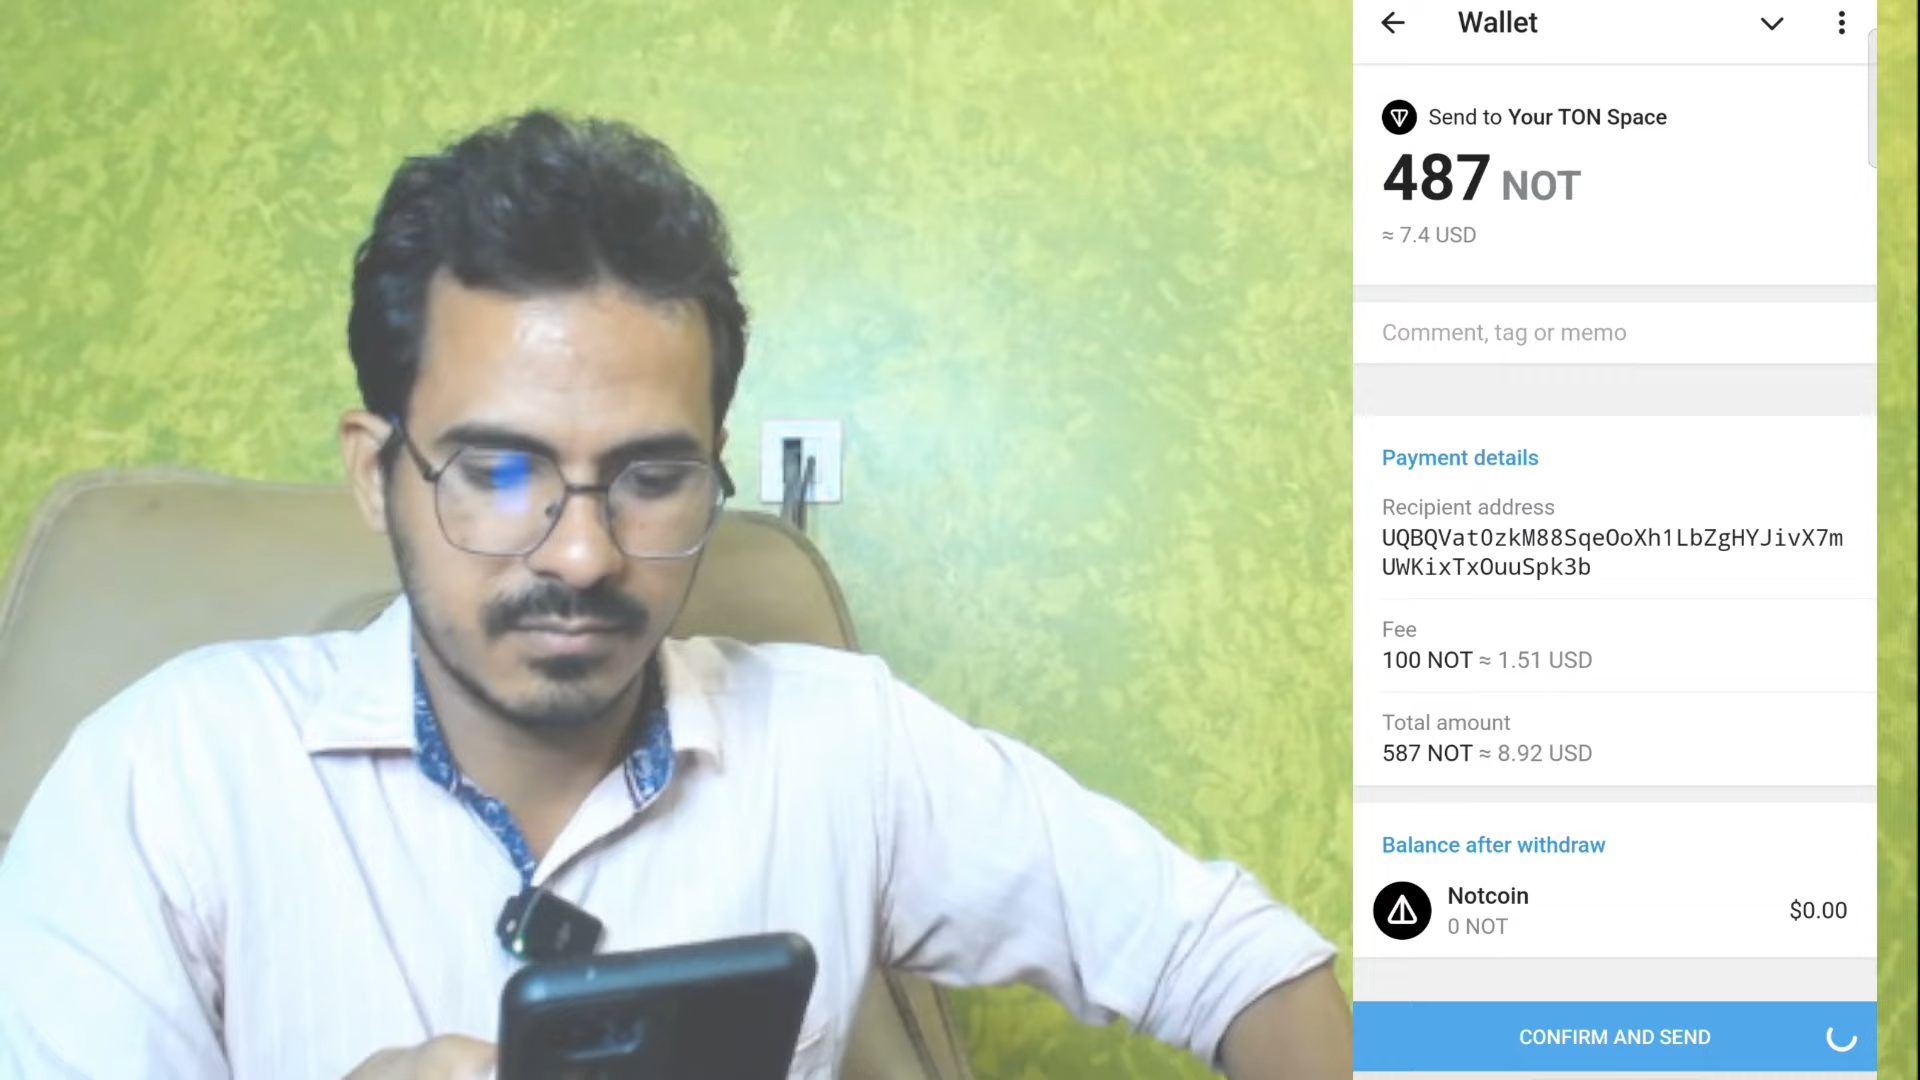 Wallet
Send to Your TON Space
487 NOT
≈ 7.4 USD
Comment, tag or memo
Payment details
Recipient address
UQBQVat0zkM88SqeOoXh1LbZgHYJivX7m
UWKixTxOuuSpk3b
Fee
100 NOT ≈ 1.51 USD
Total amount
587 NOT ≈ 8.92 USD
Balance after withdraw
Notcoin
$0.00
0 NOT
CONFIRM AND SEND